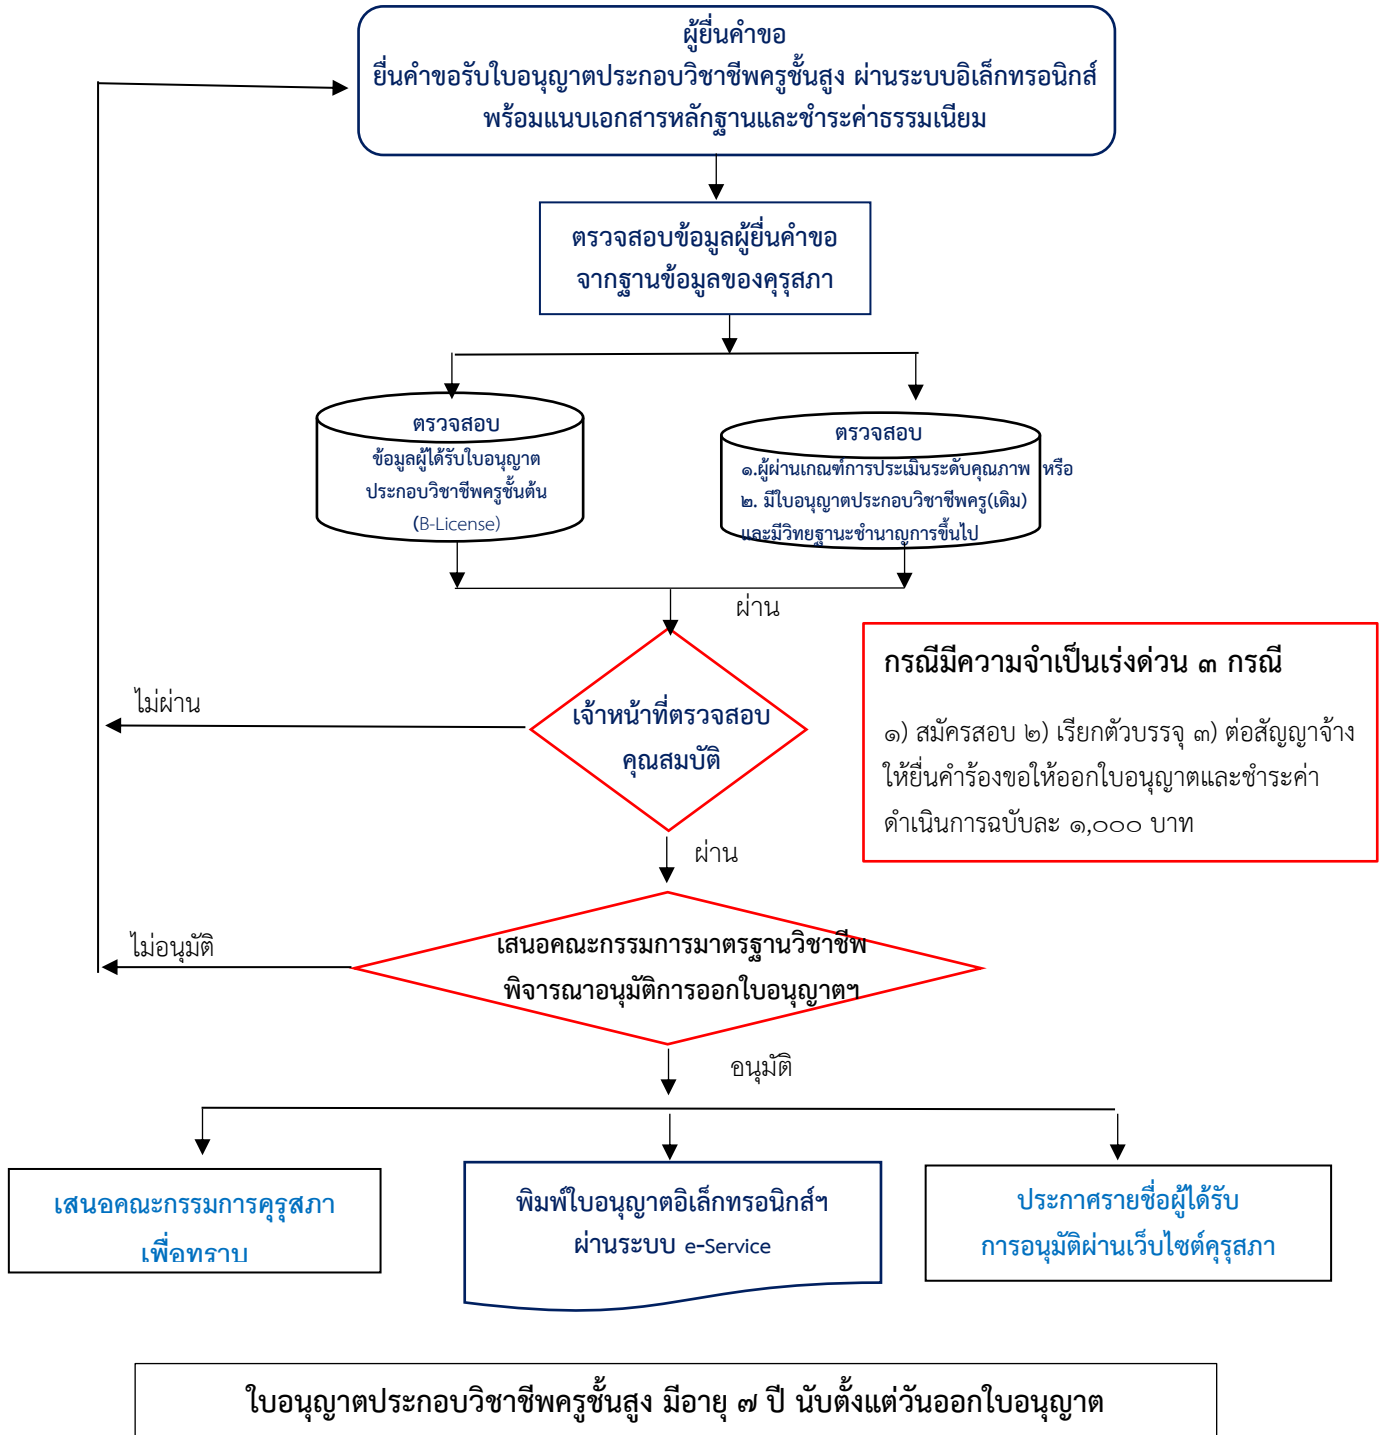 ผู้ยื่นคำขอ
ยื่นคำขอรับใบอนุญาตประกอบวิชาชีพครูชั้นสูง ผ่านระบบอิเล็กทรอนิกส์
พร้อมแนบเอกสารหลักฐานและชำระค่าธรรมเนียม
ตรวจสอบข้อมูลผู้ยื่นคำขอ
จากฐานข้อมูลของคุรุสภา
ตรวจสอบ
ข้อมูลผู้ได้รับใบอนุญาต
ประกอบวิชาชีพครูชั้นต้น
(B-License)
ตรวจสอบ
๑.ผู้ผ่านเกณฑ์การประเมินระดับคุณภาพ หรือ
๒. มีใบอนุญาตประกอบวิชาชีพครู(เดิม)
และมีวิทยฐานะชำนาญการขึ้นไป
ผ่าน
กรณีมีความจำเป็นเร่งด่วน ๓ กรณี
๑) สมัครสอบ ๒) เรียกตัวบรรจุ ๓) ต่อสัญญาจ้าง
ให้ยื่นคำร้องขอให้ออกใบอนุญาตและชำระค่า
ดำเนินการฉบับละ ๑,๐๐๐ บาท
ไม่ผ่าน
เจ้าหน้าที่ตรวจสอบ
คุณสมบัติ
ผ่าน
ไม่อนุมัติ
เสนอคณะกรรมการมาตรฐานวิชาชีพ
พิจารณาอนุมัติการออกใบอนุญาตฯ
อนุมัติ
เสนอคณะกรรมการคุรุสภา
เพื่อทราบ
พิมพ์ใบอนุญาตอิเล็กทรอนิกส์ฯ
ผ่านระบบ e-Service
ประกาศรายชื่อผู้ได้รับ
การอนุมัติผ่านเว็บไซต์คุรุสภา
ใบอนุญาตประกอบวิชาชีพครูชั้นสูง มีอายุ ๗ ปี นับตั้งแต่วันออกใบอนุญาต